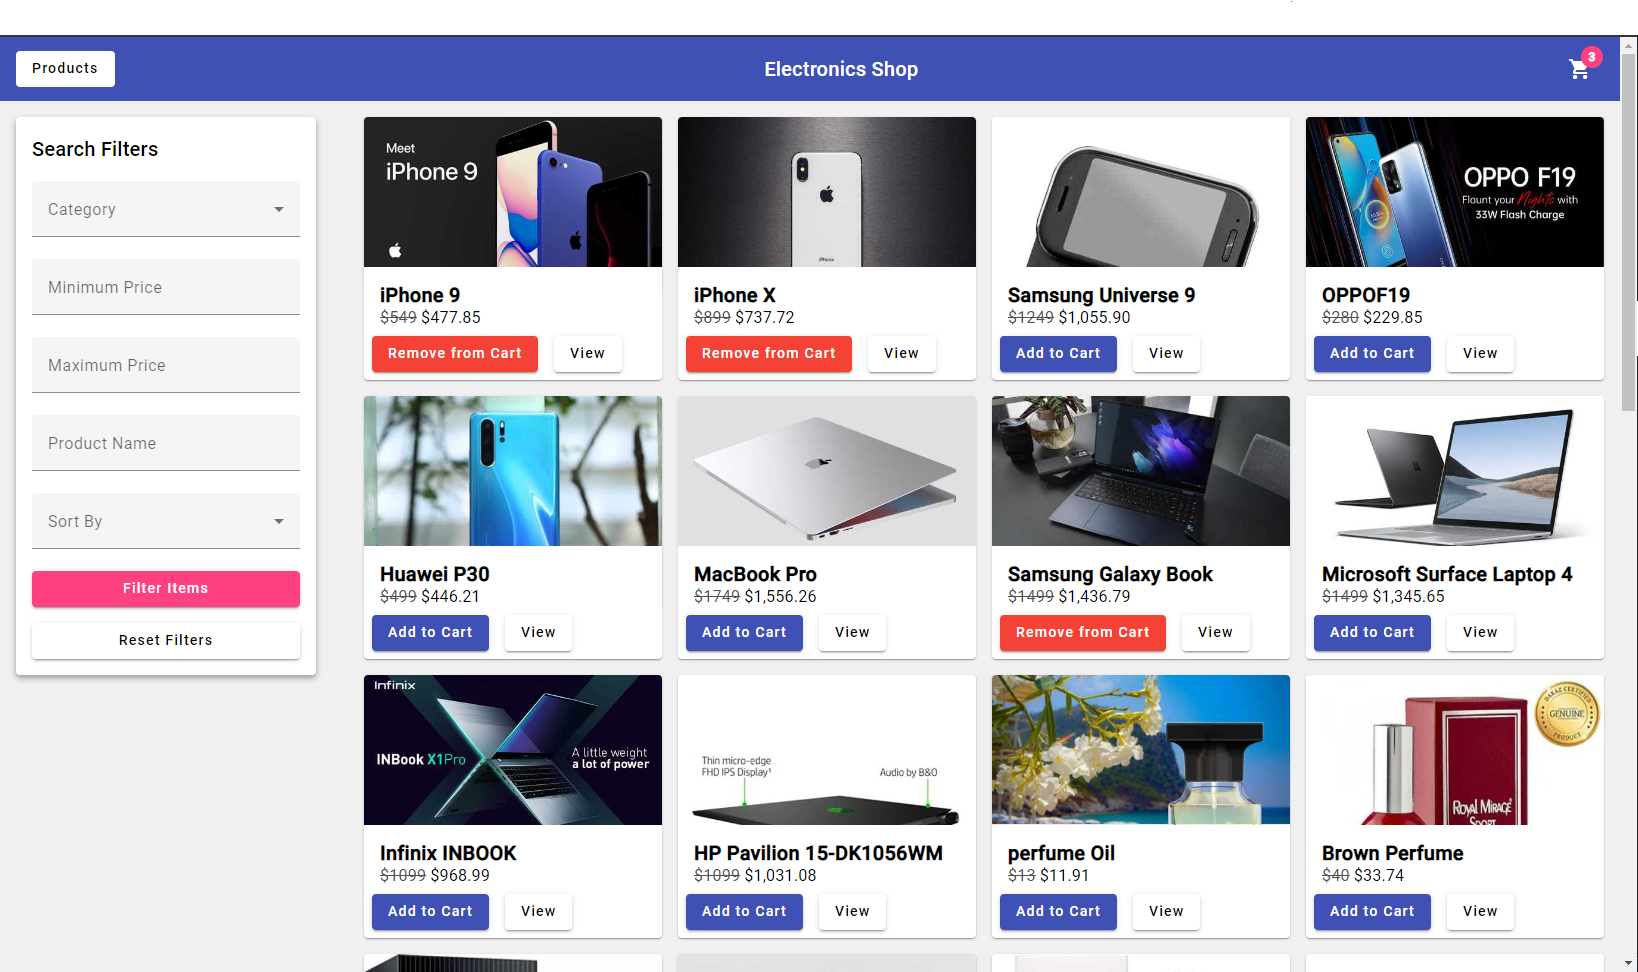 Products
Electronics Shop
3
Search Filters
Category
Minimum Price
Maximum Price
Product Name
Sort By
Filter Items
Reset Filters
Meet
iPhone 9
iPhone 9
$549 $477.85
Remove from Cart
View
iPhone
iPhone X
$899 $737.72
Remove from Cart
View
Samsung Universe 9
$1249 $1,055.90
Add to Cart
View
OPPO F19
Flaunt your Nights with
33W Flash Charge
OPPOF19
$280 $229.85
Add to Cart
View
Huawei P30
$499 $446.21
Add to Cart
View
MacBook Pro
$1749 $1,556.26
Add to Cart
View
Samsung Galaxy Book
$1499 $1,436.79
Remove from Cart
View
Microsoft Surface Laptop 4
$1499 $1,345.65
Add to Cart
View
Infinix
INBook X1Pro
A little weight
a lot of power
Infinix INBOOK
$1099 $968.99
Add to Cart
View
Thin micro-edge
FHD IPS Display¹
Audio by B&O
HP Pavilion 15-DK1056WM
$1099 $1,031.08
Add to Cart
View
perfume Oil
$13 $11.91
Add to Cart
View
DARAZ CERTIFIED
GENUINE
PRODUCT
ROYAL MIRAGE
SPORT
Brown Perfume
$40 $33.74
Add to Cart
View